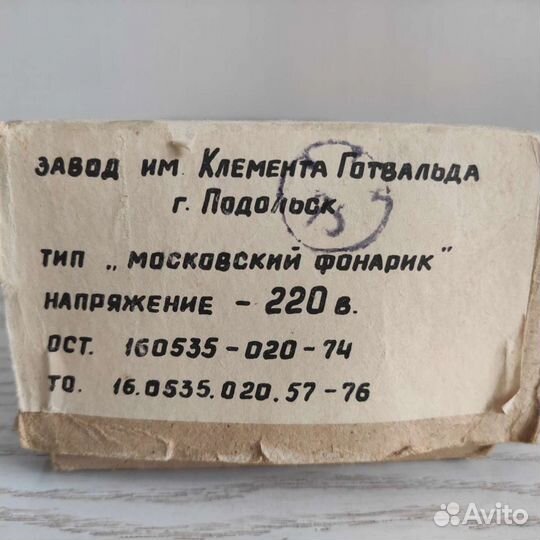 ЗАВОД ИМ. КЛЕМЕНТА ГОТВАЛЬДА
г. ПОДОЛЬСК
ТИП „МОСКОВСКИЙ ФОНАРИК"
НАПРЯЖЕНИЕ - 220 в.
ОСТ. 160535-020-74
ТО. 16.0535.020.57-76
Avito